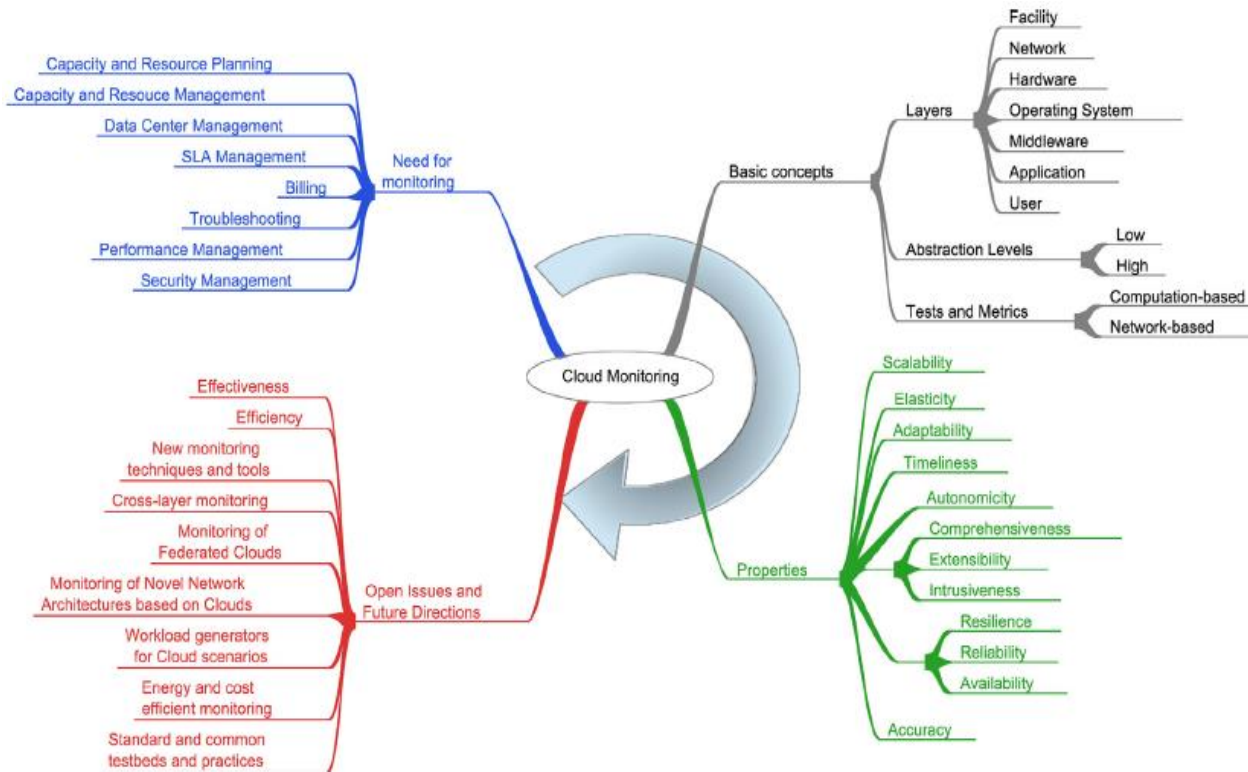 Capacity and Resource Planning
Capacity and Resouce Management
Data Center Management
SLA Management
Billing
Troubleshooting
Performance Management
Security Management
Need for
monitoring
Basic concepts
Layers
Facility
Network
Hardware
Operating System
Middleware
Application
User
Abstraction Levels
Low
High
Tests and Metrics
Computation-based
Network-based
Cloud Monitoring
Effectiveness
Efficiency
New monitoring
techniques and tools
Cross-layer monitoring
Monitoring of
Federated Clouds
Monitoring of Novel Network
Architectures based on Clouds
Workload generators
for Cloud scenarios
Energy and cost
efficient monitoring
Standard and common
testbeds and practices
Open Issues and
Future Directions
Properties
Scalability
Elasticity
Adaptability
Timeliness
Autonomicity
Comprehensiveness
Extensibility
Intrusiveness
Resilience
Reliability
Availability
Accuracy